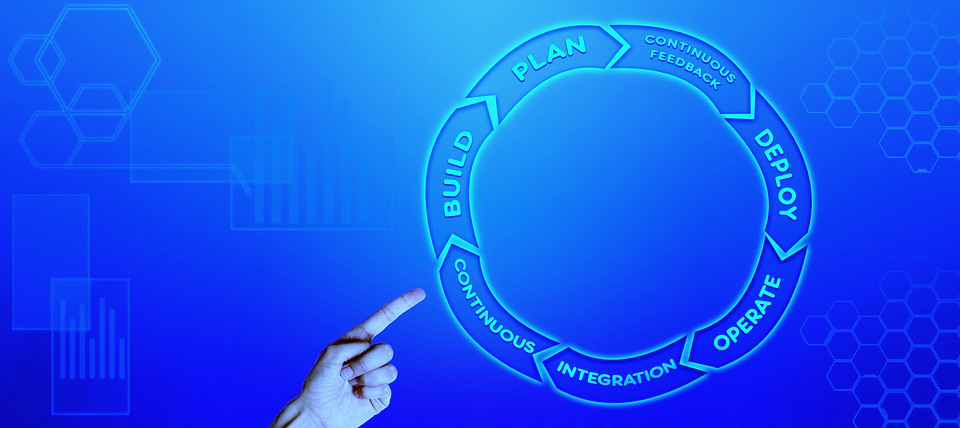 PLAN
CONTINUOUS
FEEDBACK
DEPLOY
OPERATE
INTEGRATION
CONTINUOUS
BUILD